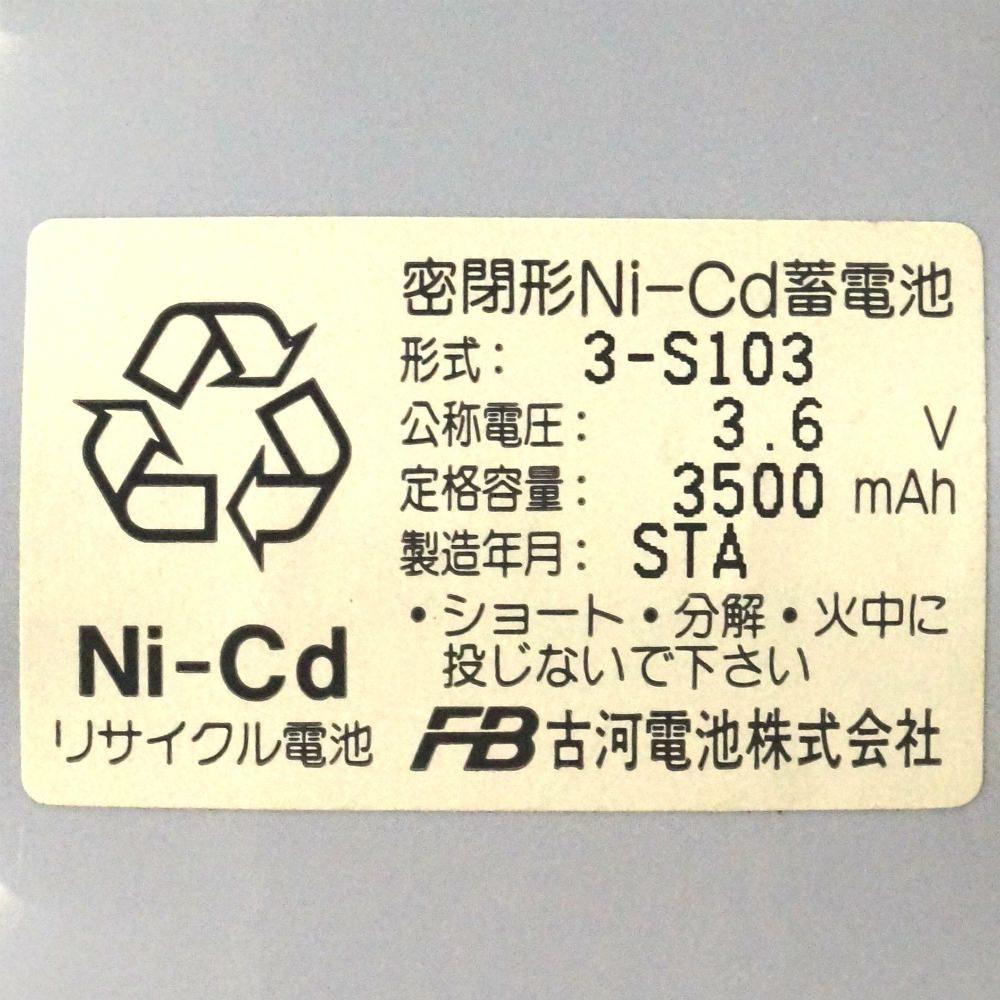 密閉形Ni-Cd蓄電池
形式: 3-S103
公称電圧: 3.6 V
定格容量: 3500 mAh
製造年月: STA
・ショート・分解・火中に
投じないで下さい
FB 古河電池株式会社
Ni-Cd
リサイクル電池